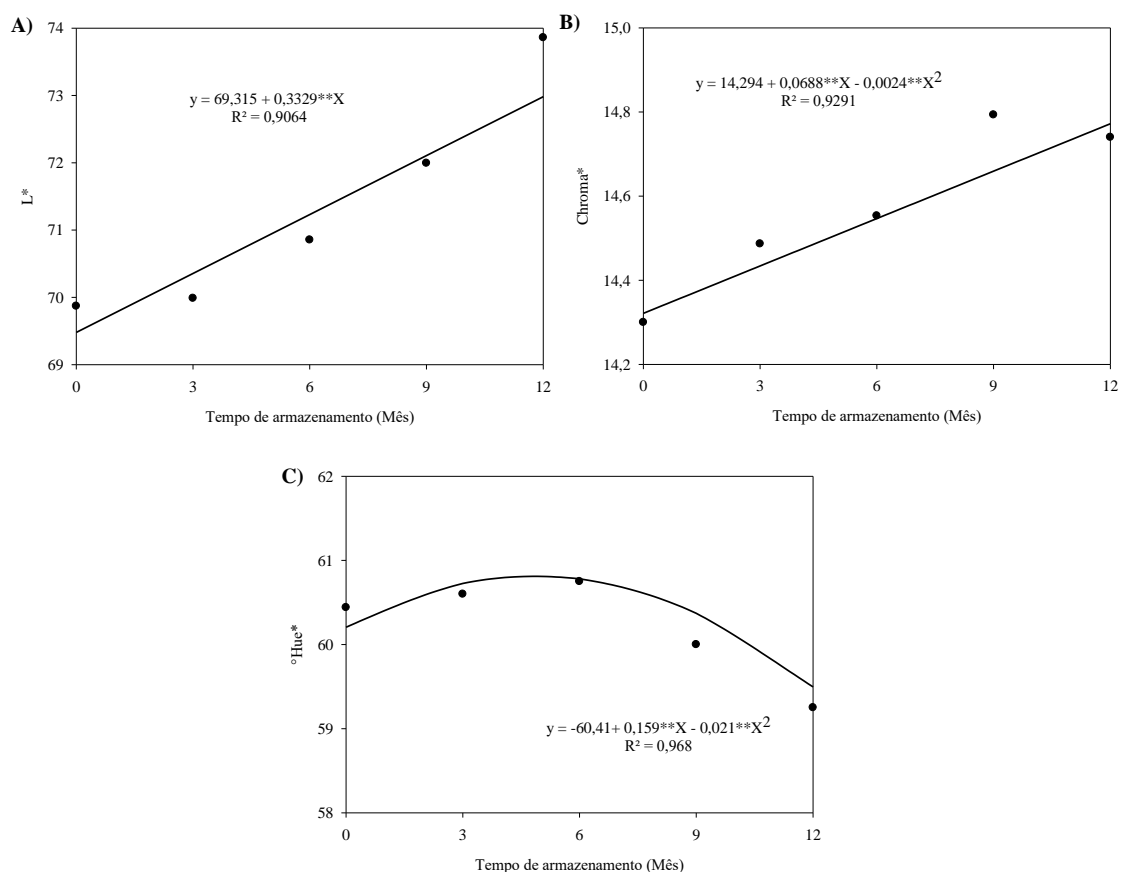 A)
74
73
72
71
70
69
L*
y = 69,315 + 0,3329**X
R² = 0,9064
0 3 6 9 12
Tempo de armazenamento (Mês)
B)
15,0
14,8
14,6
14,4
14,2
Chroma*
y = 14,294 + 0,0688**X - 0,0024**X²
R² = 0,9291
0 3 6 9 12
Tempo de armazenamento (Mês)
C)
62
61
60
59
58
°Hue*
y = -60,41+ 0,159**X - 0,021**X²
R² = 0,968
0 3 6 9 12
Tempo de armazenamento (Mês)